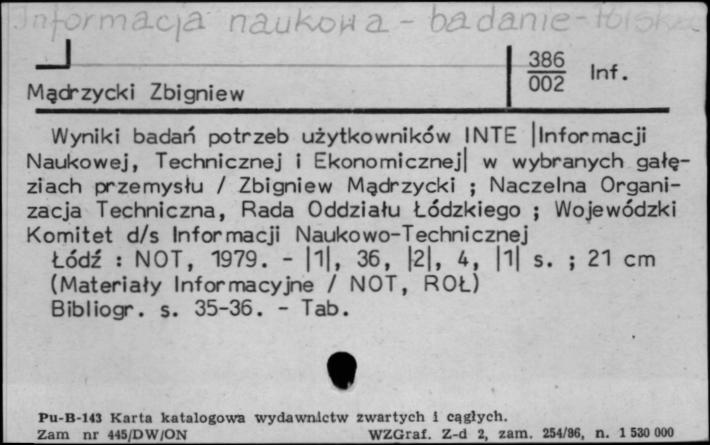 Informacja naukowa - badanie - Polska
386
002 Inf.
Mądrzycki Zbigniew
Wyniki badań potrzeb użytkowników INTE |Informacji
Naukowej, Technicznej i Ekonomicznej| w wybranych gałę-
ziach przemysłu / Zbigniew Mądrzycki ; Naczelna Organi-
zacja Techniczna, Rada Oddziału Łódzkiego ; Wojewódzki
Komitet d/s Informacji Naukowo-Technicznej
Łódź : NOT, 1979. - |1|, 36, |2|, 4, |1| s. ; 21 cm
(Materiały Informacyjne / NOT, ROŁ)
Bibliogr. s. 35-36. - Tab.
Pu-B-143 Karta katalogowa wydawnictw zwartych i cągłych.
Zam nr 445/DW/ON WZGraf. Z-d 2, zam. 254/86, n. 1 530 000